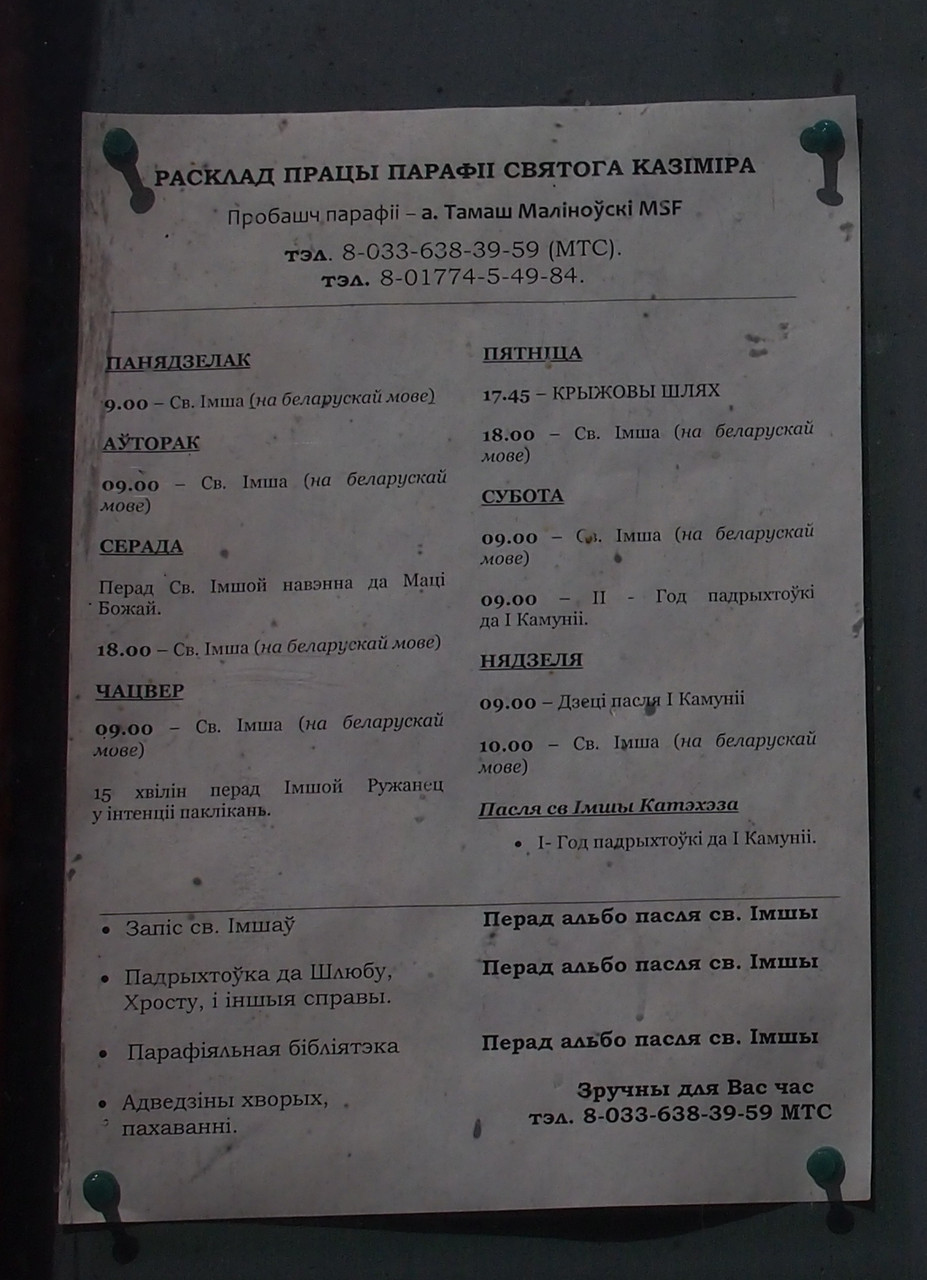 РАСКЛАД ПРАЦЫ ПАРАФІІ СВЯТОГА КАЗІМІРА
Пробашч парафіі – а. Тамаш Маліноўскі MSF
тэл. 8-033-638-39-59 (МТС).
тэл. 8-01774-5-49-84.
ПАНЯДЗЕЛАК
9.00 – Св. Імша (на беларускай мове)
АЎТОРАК
09.00 – Св. Імша (на беларускай
мове)
СЕРАДА
Перад Св. Імшой навэнна да Маці
Божай.
18.00 – Св. Імша (на беларускай мове)
ЧАЦВЕР
09.00 – Св. Імша (на беларускай
мове)
15 хвілін перад Імшой Ружанец
у інтенціі паклікань.
ПЯТНІЦА
17.45 – КРЫЖОВЫ ШЛЯХ
18.00 – Св. Імша (на беларускай
мове)
СУБОТА
09.00 – Св. Імша (на беларускай
мове)
09.00 – II - Год падрыхтоўкі
да I Камуніі.
НЯДЗЕЛЯ
09.00 – Дзеці пасля I Камуніі
10.00 – Св. Імша (на беларускай
мове)
Пасля св Імшы Катэхэза
• I- Год падрыхтоўкі да I Камуніі.
• Запіс св. Імшаў
Перад альбо пасля св. Імшы
• Падрыхтоўка да Шлюбу,
Хросту, і іншыя справы.
Перад альбо пасля св. Імшы
• Парафіяльная бібліятэка
Перад альбо пасля св. Імшы
• Адведзіны хворых,
пахаванні.
Зручны для Вас час
тэл. 8-033-638-39-59 МТС